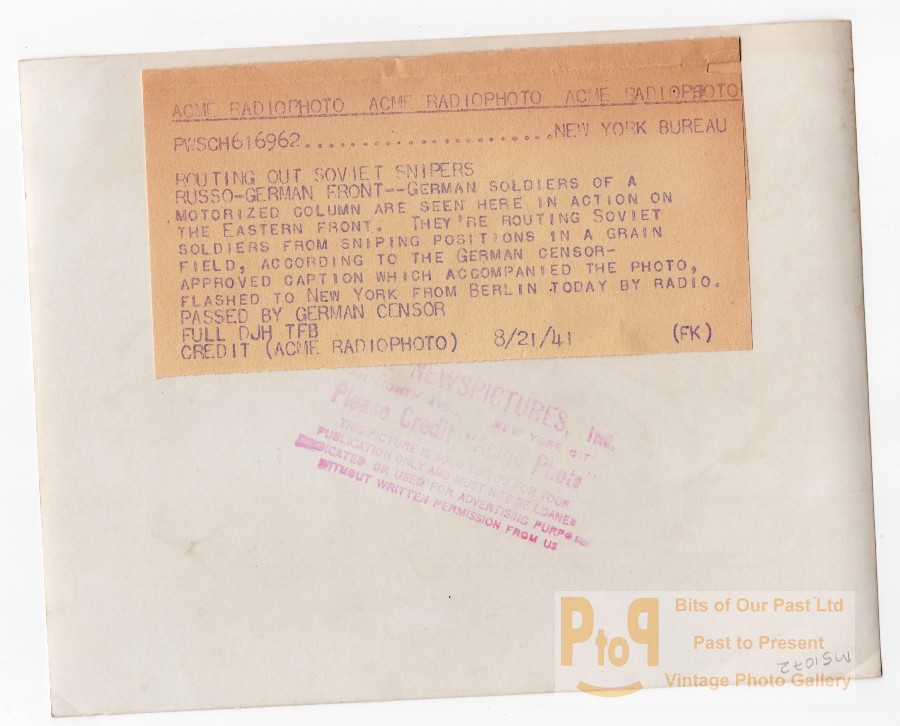 ACME RADIOPHOTO ACME RADIOPHOTO ACME RADIOPHOTO
PWSCH616962........................NEW YORK BUREAU
ROUTING OUT SOVIET SNIPERS
RUSSO-GERMAN FRONT--GERMAN SOLDIERS OF A
MOTORIZED COLUMN ARE SEEN HERE IN ACTION ON
THE EASTERN FRONT. THEY'RE ROUTING SOVIET
SOLDIERS FROM SNIPING POSITIONS IN A GRAIN
FIELD, ACCORDING TO THE GERMAN CENSOR-
APPROVED CAPTION WHICH ACCOMPANIED THE PHOTO,
FLASHED TO NEW YORK FROM BERLIN TODAY BY RADIO.
PASSED BY GERMAN CENSOR
FULL DJH TFB
CREDIT (ACME RADIOPHOTO) 8/21/41 (FK)
NEWSPICTURES, INC.
AVE. NEW YORK CIT
Please Credit "Acme Photo"
THIS PICTURE IS SOLD TO YOU FOR YOUR
PUBLICATION ONLY AND MUST NOT BE LOANED
DICATED OR USED FOR ADVERTISING PURPO
WITHOUT WRITTEN PERMISSION FROM US
PtoP
Bits of Our Past Ltd
Past to Present
Vintage Photo Gallery
MS1072